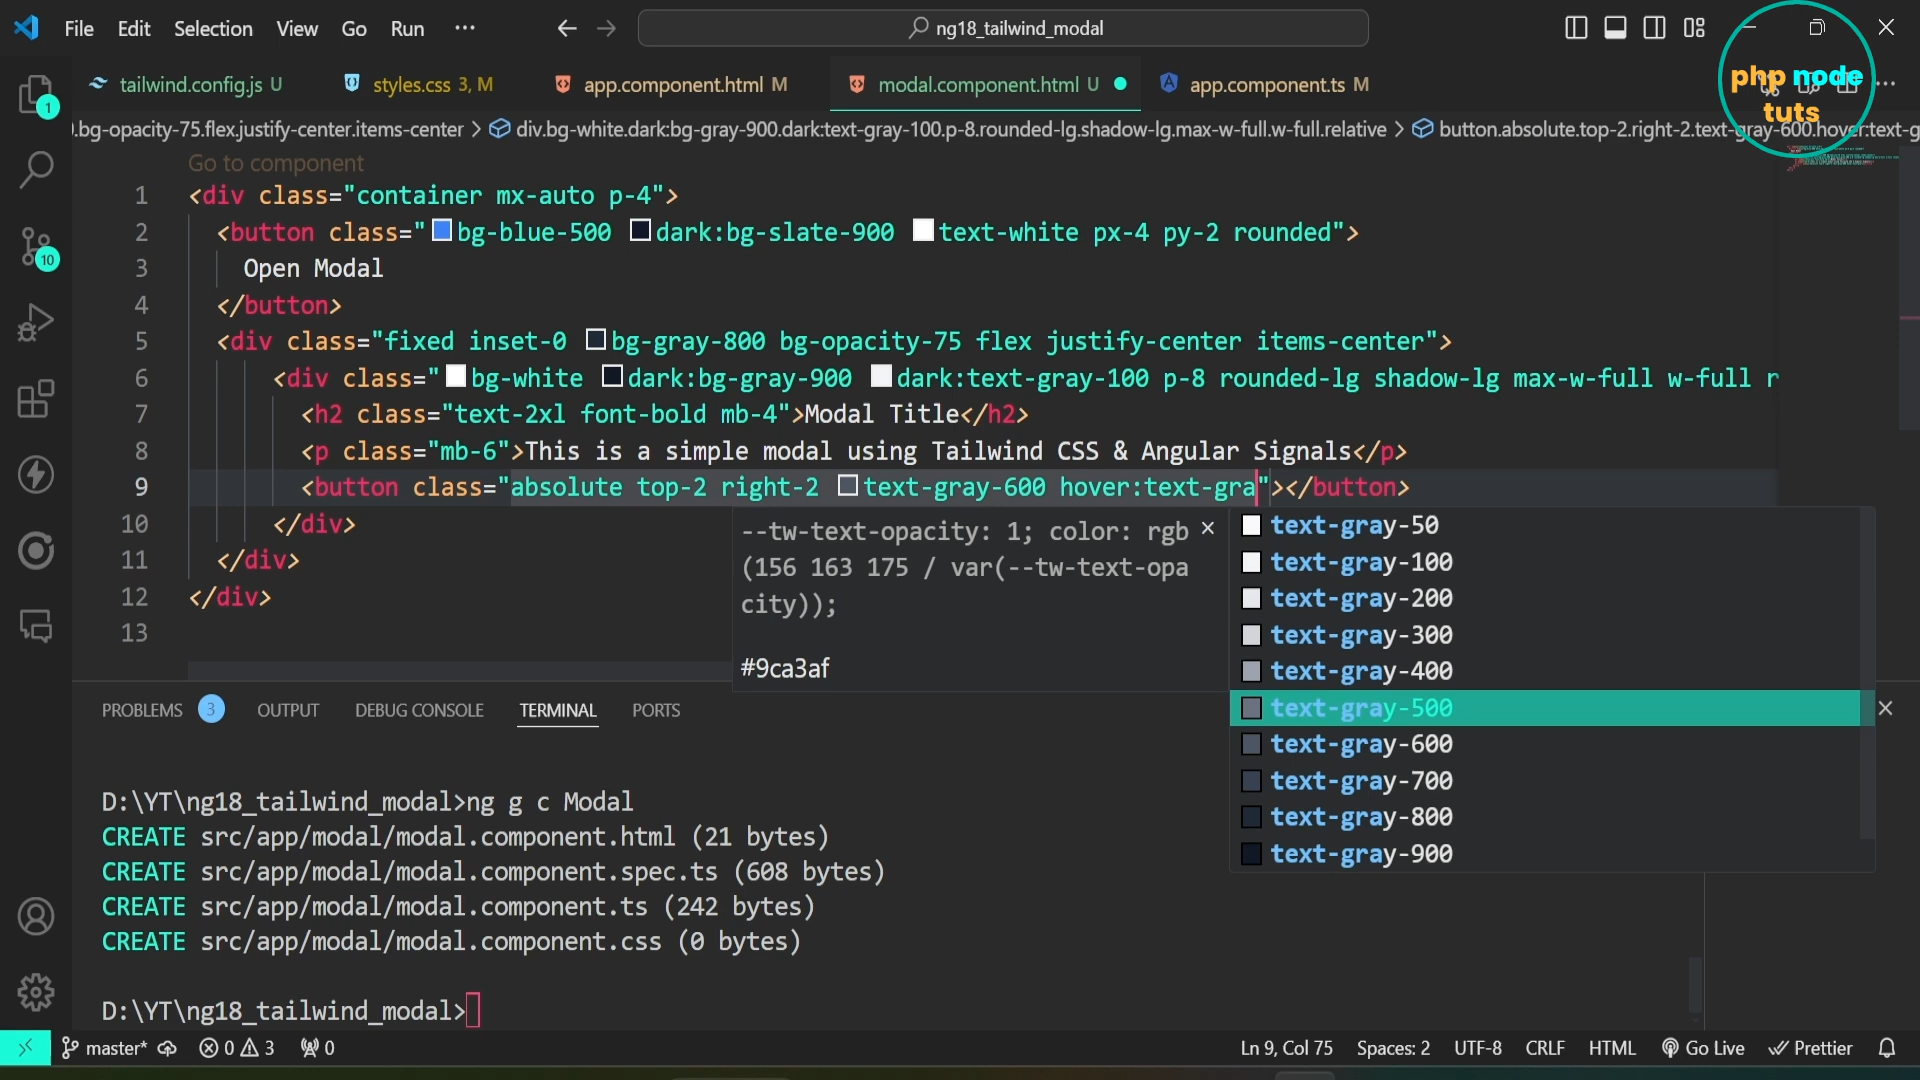 File Edit Selection View Go Run ··· ng18_tailwind_modal
php node
tuts
1
tailwind.config.js U styles.css 3, M app.component.html M modal.component.html U app.component.ts M
.bg-opacity-75.flex.justify-center.items-center > div.bg-white.dark:bg-gray-900.dark:text-gray-100.p-8.rounded-lg.shadow-lg.max-w-full.w-full.relative > button.absolute.top-2.right-2.text-gray-600.hover:text-g
Go to component
1 <div class="container mx-auto p-4">
2 <button class="bg-blue-500 dark:bg-slate-900 text-white px-4 py-2 rounded">
3 Open Modal
4 </button>
10
5 <div class="fixed inset-0 bg-gray-800 bg-opacity-75 flex justify-center items-center">
6 <div class="bg-white dark:bg-gray-900 dark:text-gray-100 p-8 rounded-lg shadow-lg max-w-full w-full r
7 <h2 class="text-2xl font-bold mb-4">Modal Title</h2>
8 <p class="mb-6">This is a simple modal using Tailwind CSS & Angular Signals</p>
9 <button class="absolute top-2 right-2 text-gray-600 hover:text-gra"></button>
10 </div>
11 </div>
12 </div>
13
--tw-text-opacity: 1; color: rgb
(156 163 175 / var(--tw-text-opa
city));
#9ca3af
text-gray-50
text-gray-100
text-gray-200
text-gray-300
text-gray-400
text-gray-500
text-gray-600
text-gray-700
text-gray-800
text-gray-900
PROBLEMS 3 OUTPUT DEBUG CONSOLE TERMINAL PORTS
D:\YT\ng18_tailwind_modal>ng g c Modal
CREATE src/app/modal/modal.component.html (21 bytes)
CREATE src/app/modal/modal.component.spec.ts (608 bytes)
CREATE src/app/modal/modal.component.ts (242 bytes)
CREATE src/app/modal/modal.component.css (0 bytes)
D:\YT\ng18_tailwind_modal>
master* 0 3 0 Ln 9, Col 75 Spaces: 2 UTF-8 CRLF HTML Go Live Prettier